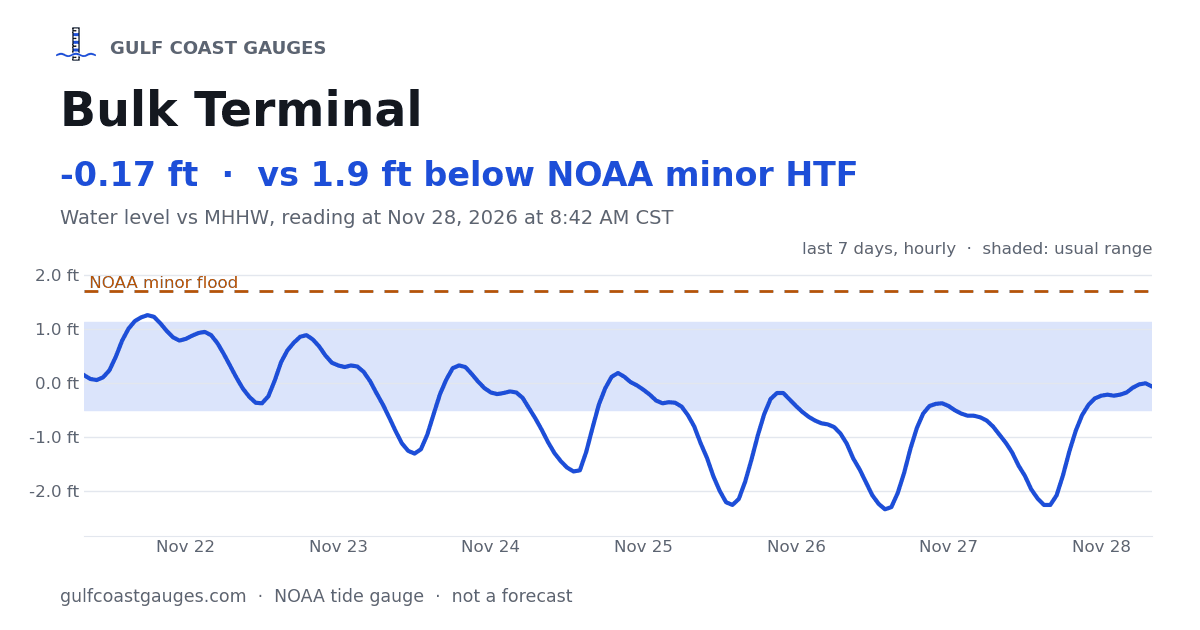 GULF COAST GAUGES
Bulk Terminal
-0.17 ft · vs 1.9 ft below NOAA minor HTF
Water level vs MHHW, reading at Nov 28, 2026 at 8:42 AM CST
last 7 days, hourly · shaded: usual range
2.0 ft
NOAA minor flood
1.0 ft
0.0 ft
-1.0 ft
-2.0 ft
Nov 22 Nov 23 Nov 24 Nov 25 Nov 26 Nov 27 Nov 28
gulfcoastgauges.com · NOAA tide gauge · not a forecast